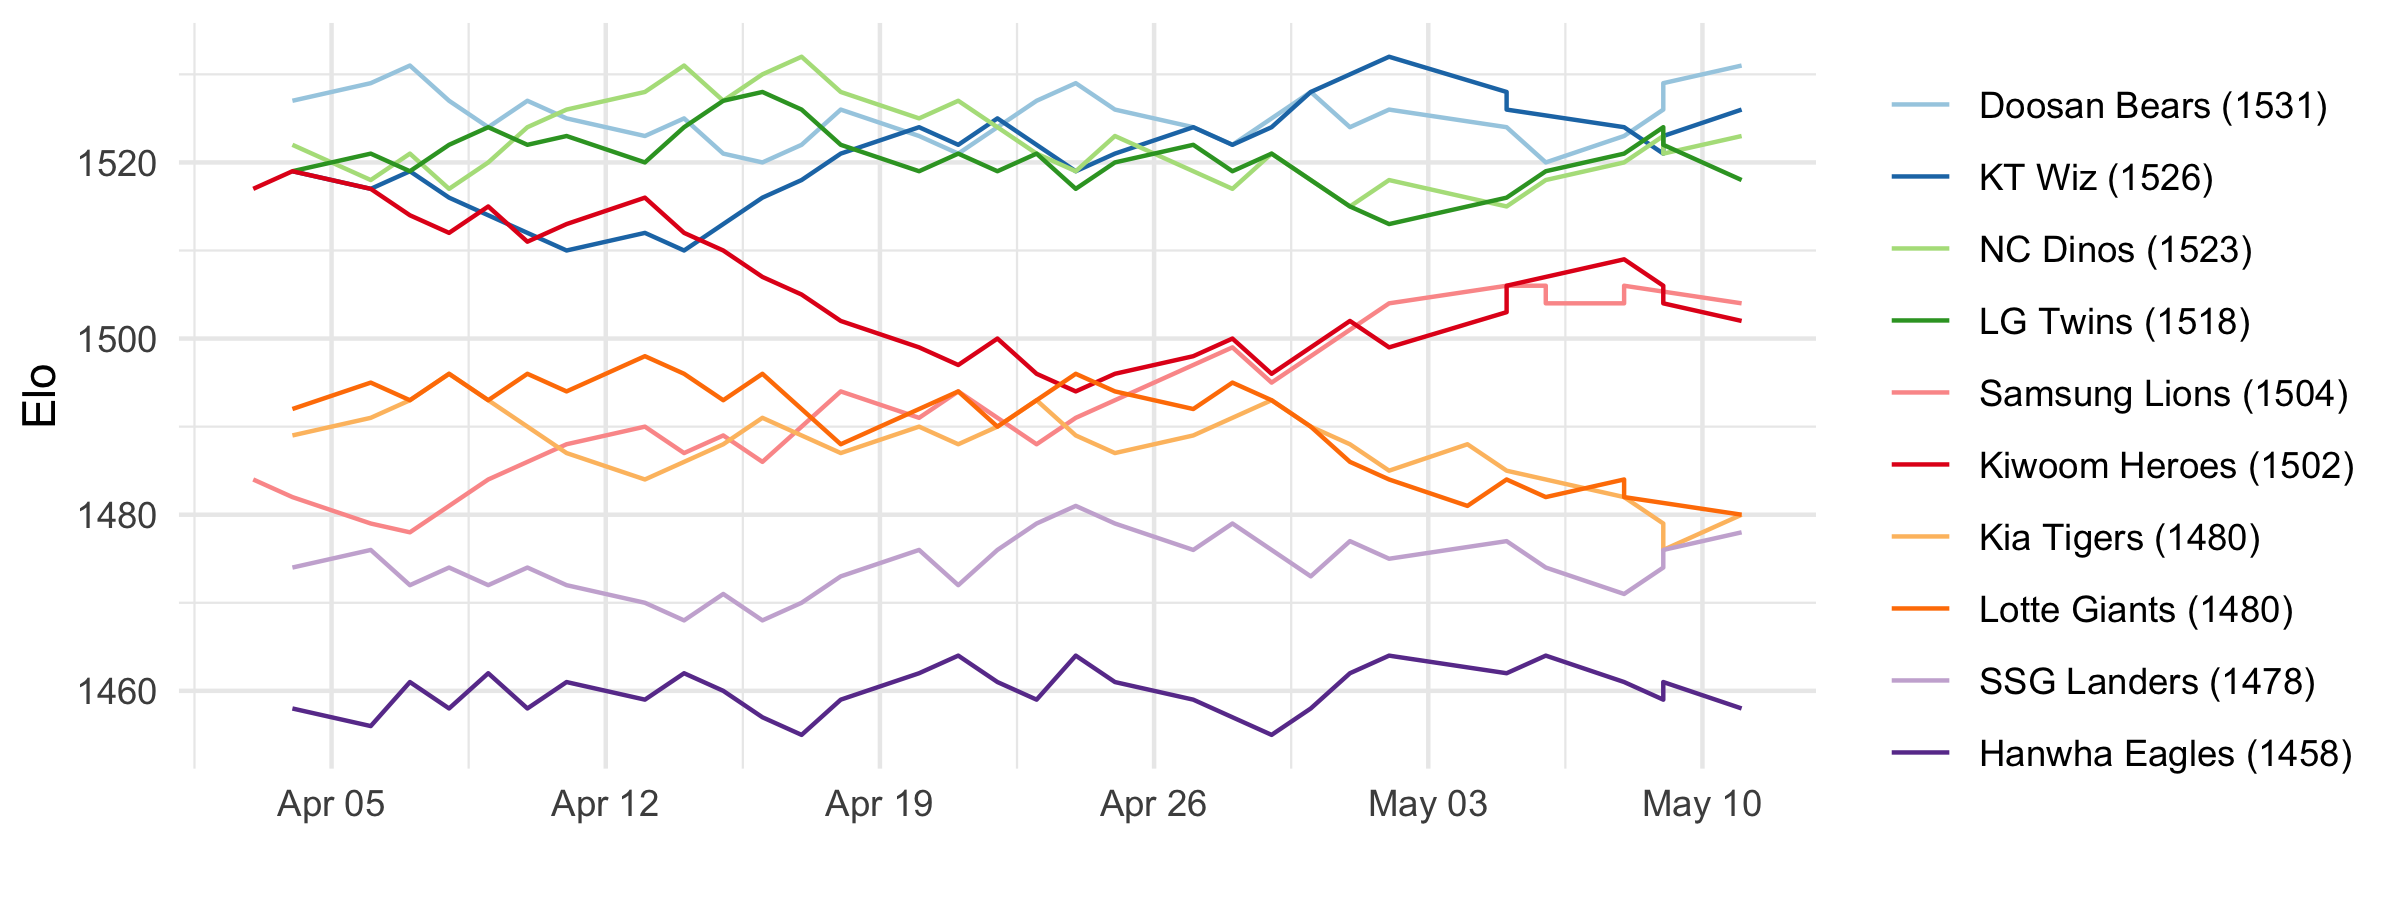 Elo
1520
1500
1480
1460
Apr 05
Apr 12
Apr 19
Apr 26
May 03
May 10
Doosan Bears (1531)
KT Wiz (1526)
NC Dinos (1523)
LG Twins (1518)
Samsung Lions (1504)
Kiwoom Heroes (1502)
Kia Tigers (1480)
Lotte Giants (1480)
SSG Landers (1478)
Hanwha Eagles (1458)